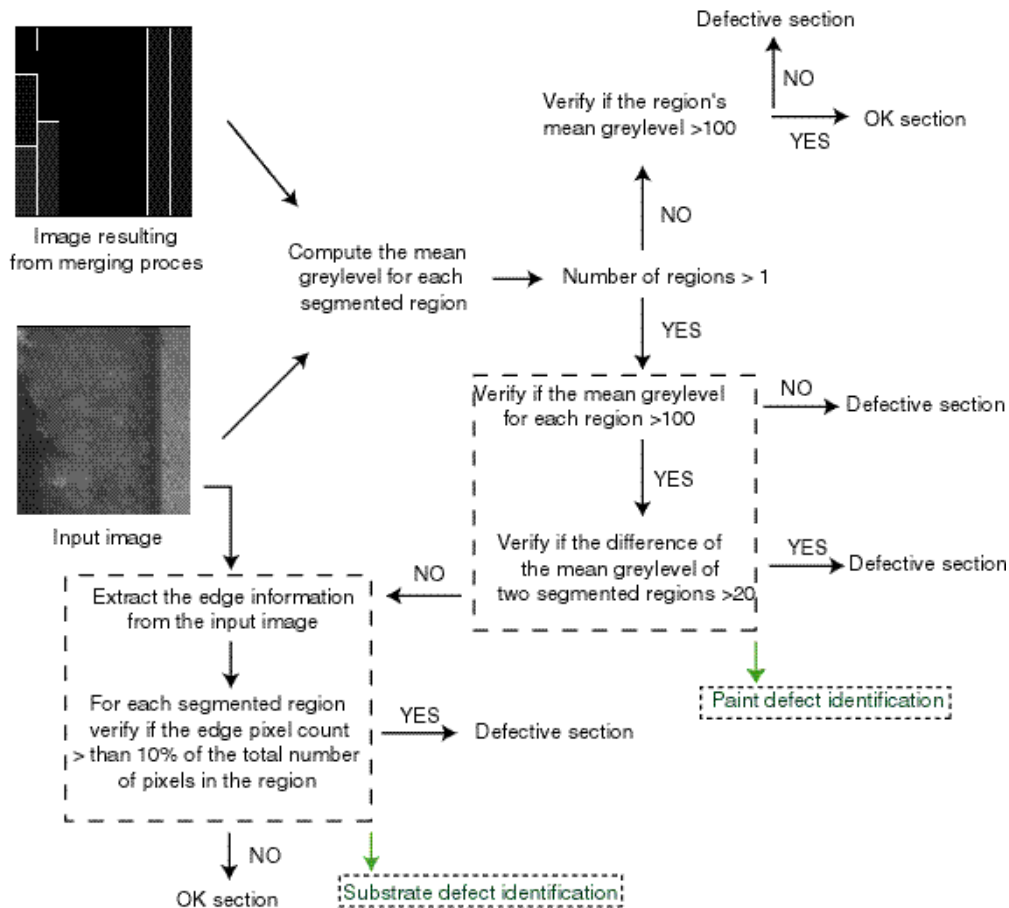 Defective section
NO
Verify if the region's
mean greylevel >100
OK section
YES
Image resulting
from merging proces
NO
Compute the mean
greylevel for each
segmented region
Number of regions > 1
YES
Verify if the mean greylevel
for each region >100
NO
Defective section
YES
Input image
Verify if the difference of
the mean greylevel of
two segmented regions >20
YES
Defective section
NO
Extract the edge information
from the input image
Paint defect identification
For each segmented region
verify if the edge pixel count
> than 10% of the total number
of pixels in the region
YES
Defective section
NO
OK section
Substrate defect identification